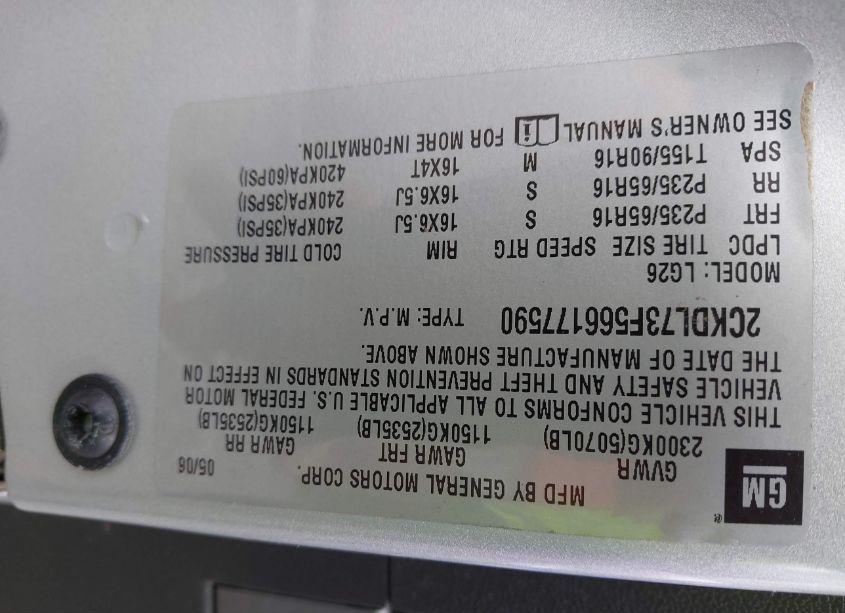 GM®
MFD BY GENERAL MOTORS CORP. 05/06
GVWR GAWR FRT GAWR RR
2300KG(5070LB) 1150KG(2535LB) 1150KG(2535LB)
THIS VEHICLE CONFORMS TO ALL APPLICABLE U.S. FEDERAL MOTOR
VEHICLE SAFETY AND THEFT PREVENTION STANDARDS IN EFFECT ON
THE DATE OF MANUFACTURE SHOWN ABOVE.
2CKDL73F566177590 TYPE: M.P.V.
MODEL: LG26
LPDC TIRE SIZE SPEED RTG RIM COLD TIRE PRESSURE
FRT P235/65R16 S 16X6.5J 240KPA(35PSI)
RR P235/65R16 S 16X6.5J 240KPA(35PSI)
SPA T155/90R16 M 16X4T 420KPA(60PSI)
SEE OWNER'S MANUAL i FOR MORE INFORMATION.